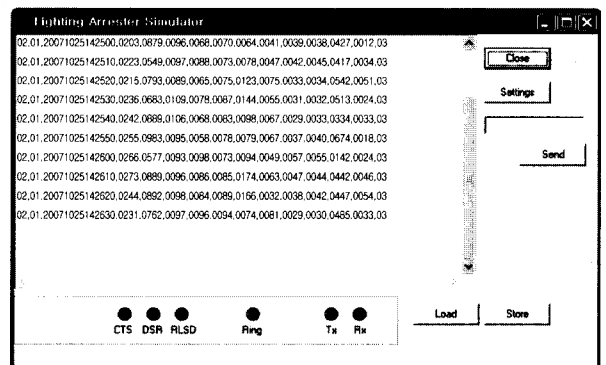 Lighting Arrester Simulator
02,01,20071025142500,0203,0879,0096,0068,0070,0064,0041,0039,0038,0427,0012,03
02,01,20071025142510,0223,0549,0097,0088,0073,0078,0047,0042,0045,0417,0034,03
02,01,20071025142520,0215,0793,0089,0065,0075,0123,0075,0033,0034,0542,0051,03
02,01,20071025142530,0236,0683,0109,0078,0087,0144,0055,0031,0032,0513,0024,03
02,01,20071025142540,0242,0889,0106,0068,0083,0098,0067,0029,0033,0334,0033,03
02,01,20071025142550,0255,0983,0095,0058,0078,0079,0067,0037,0040,0674,0018,03
02,01,20071025142600,0266,0577,0093,0098,0073,0094,0049,0057,0055,0142,0024,03
02,01,20071025142610,0273,0889,0096,0086,0085,0174,0063,0047,0044,0442,0046,03
02,01,20071025142620,0244,0892,0098,0064,0089,0166,0032,0038,0042,0447,0054,03
02,01,20071025142630,0231,0762,0097,0096,0094,0074,0081,0029,0030,0485,0033,03
Close
Settings
Send
Load
Store
CTS DSR RLSD Ring Tx Rx